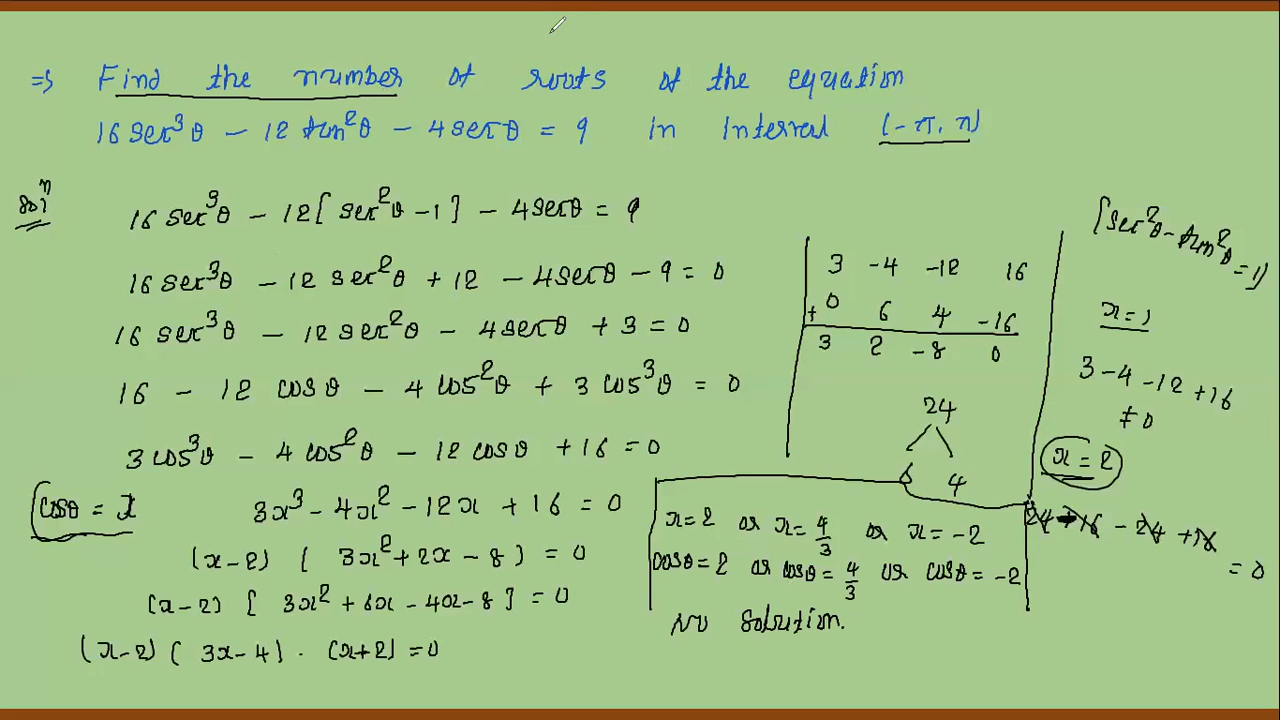 ⇒ Find the number of roots of the equation
16 sec³θ − 12 tan²θ − 4 secθ = 9 in Interval (−π, π)
Solⁿ
16 sec³θ − 12 [ sec²θ − 1 ] − 4 secθ = 9
16 sec³θ − 12 sec²θ + 12 − 4 secθ − 9 = 0
16 sec³θ − 12 sec²θ − 4 secθ + 3 = 0
16 − 12 cosθ − 4 cos²θ + 3 cos³θ = 0
3 cos³θ − 4 cos²θ − 12 cosθ + 16 = 0
cosθ = x
3x³ − 4x² − 12x + 16 = 0
(x−2) [ 3x² + 2x − 8 ] = 0
(x−2) [ 3x² + 6x − 4x − 8 ] = 0
(x−2) ( 3x−4 ) · (x+2) = 0
3 −4 −12 16
+ 0 6 4 −16
3 2 −8 0
24
6 4
x = 2 or x = 4/3 or x = −2
cosθ = 2 or cosθ = 4/3 or cosθ = −2
No Solution.
[sec²θ − tan²θ = 1]
x = 1
3 − 4 − 12 + 16
≠ 0
x = 2
24 − 16 − 24 + 16
= 0